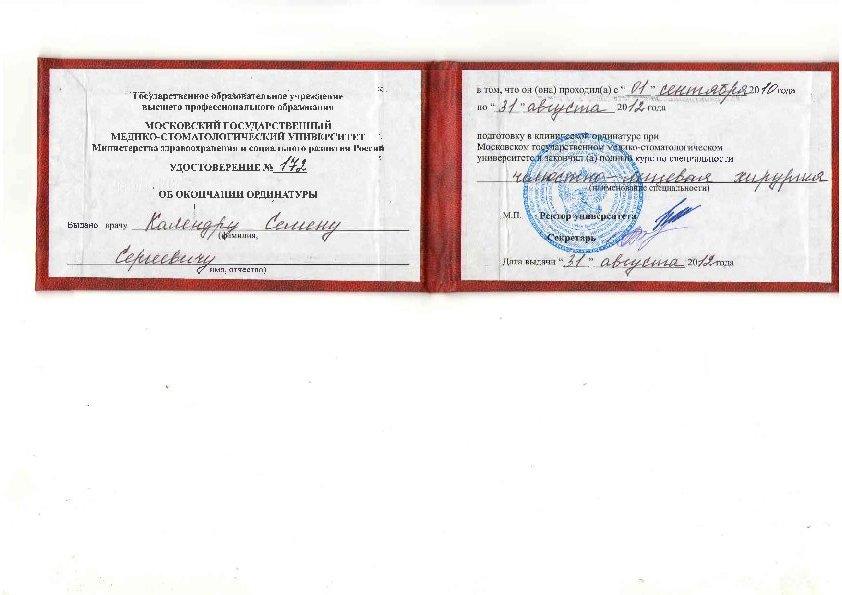 Государственное образовательное учреждение
высшего профессионального образования
МОСКОВСКИЙ ГОСУДАРСТВЕННЫЙ
МЕДИКО-СТОМАТОЛОГИЧЕСКИЙ УНИВЕРСИТЕТ
Министерства здравоохранения и социального развития России
УДОСТОВЕРЕНИЕ № 172
ОБ ОКОНЧАНИИ ОРДИНАТУРЫ
Выдано врачу Календру Семену
(фамилия,
Сергеевичу
имя, отчество)
в том, что он (она) проходил(а) с "01" сентября 2010 года
по "31" августа 2012 года
подготовку в клинической ординатуре при
Московском государственном медико-стоматологическом
университете и закончил (а) полный курс по специальности
челюстно-лицевая хирургия
(наименование специальности)
М.П. Ректор университета
Секретарь
Дата выдачи "31" августа 2012 года